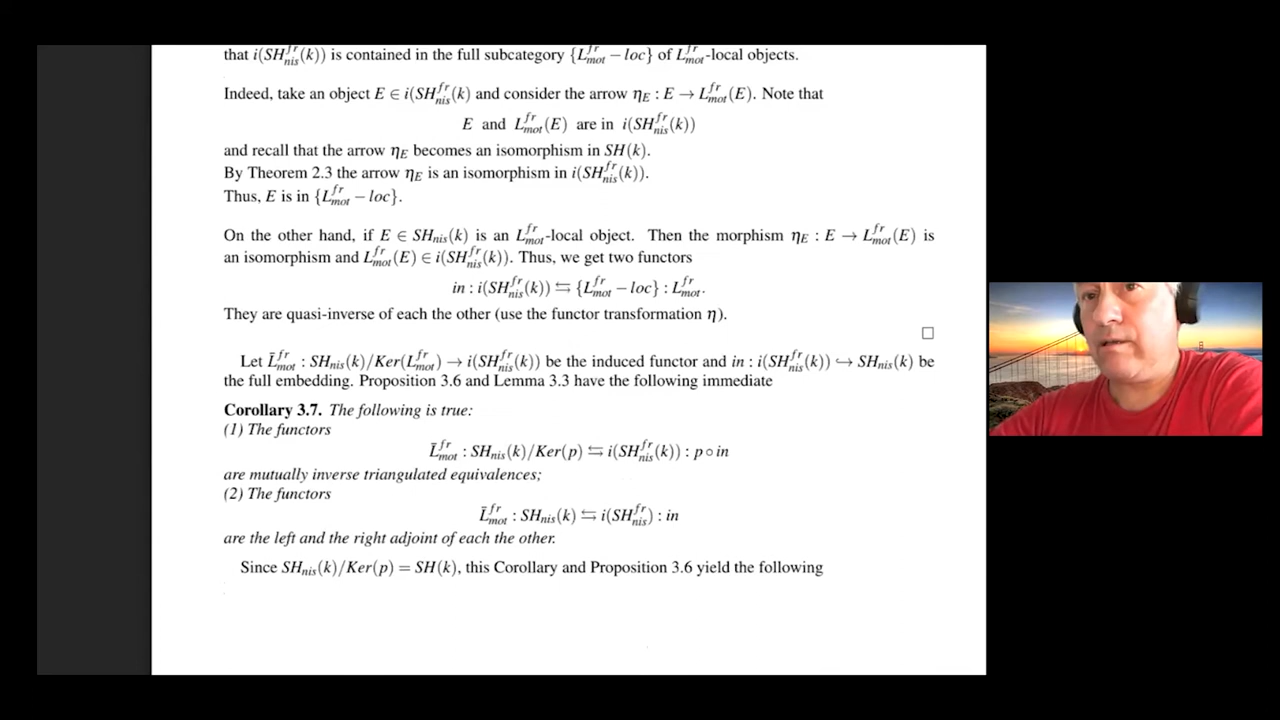 that i(SH^{fr}_{nis}(k)) is contained in the full subcategory {L^{fr}_{mot} − loc} of L^{fr}_{mot}-local objects.
Indeed, take an object E ∈ i(SH^{fr}_{nis}(k) and consider the arrow η_E : E → L^{fr}_{mot}(E). Note that
E and L^{fr}_{mot}(E) are in i(SH^{fr}_{nis}(k))
and recall that the arrow η_E becomes an isomorphism in SH(k).
By Theorem 2.3 the arrow η_E is an isomorphism in i(SH^{fr}_{nis}(k)).
Thus, E is in {L^{fr}_{mot} − loc}.
On the other hand, if E ∈ SH_{nis}(k) is an L^{fr}_{mot}-local object. Then the morphism η_E : E → L^{fr}_{mot}(E) is
an isomorphism and L^{fr}_{mot}(E) ∈ i(SH^{fr}_{nis}(k)). Thus, we get two functors
in : i(SH^{fr}_{nis}(k)) ⇆ {L^{fr}_{mot} − loc} : L^{fr}_{mot}.
They are quasi-inverse of each the other (use the functor transformation η).
□
Let L̄^{fr}_{mot} : SH_{nis}(k)/Ker(L^{fr}_{mot}) → i(SH^{fr}_{nis}(k)) be the induced functor and in : i(SH^{fr}_{nis}(k)) ↪ SH_{nis}(k) be
the full embedding. Proposition 3.6 and Lemma 3.3 have the following immediate
Corollary 3.7. The following is true:
(1) The functors
L̄^{fr}_{mot} : SH_{nis}(k)/Ker(p) ⇆ i(SH^{fr}_{nis}(k)) : p ∘ in
are mutually inverse triangulated equivalences;
(2) The functors
L̄^{fr}_{mot} : SH_{nis}(k) ⇆ i(SH^{fr}_{nis}) : in
are the left and the right adjoint of each the other.
Since SH_{nis}(k)/Ker(p) = SH(k), this Corollary and Proposition 3.6 yield the following